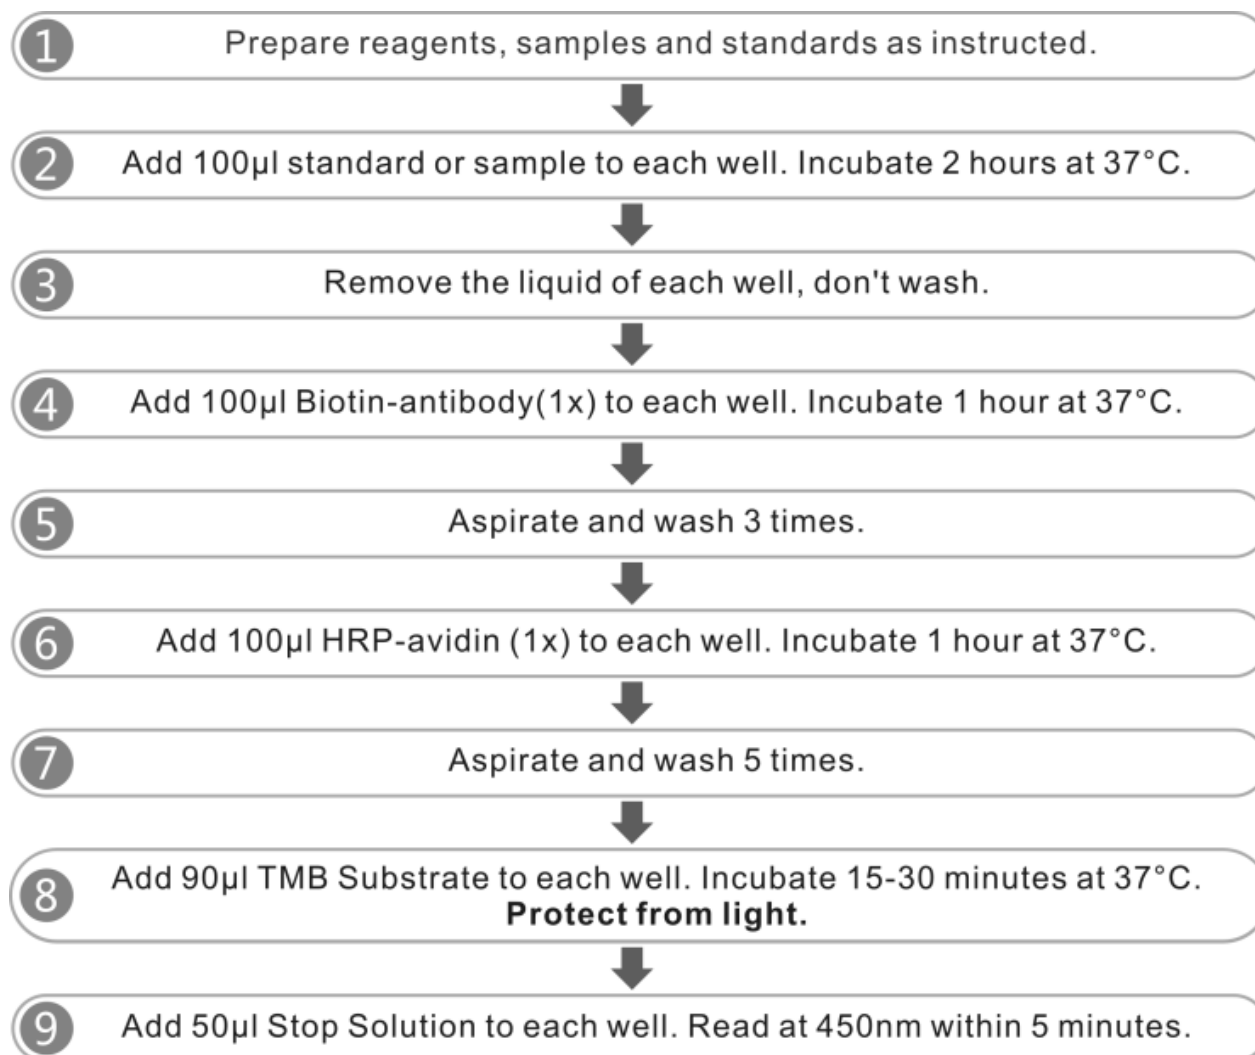 1 Prepare reagents, samples and standards as instructed.
2 Add 100µl standard or sample to each well. Incubate 2 hours at 37°C.
3 Remove the liquid of each well, don't wash.
4 Add 100µl Biotin-antibody(1x) to each well. Incubate 1 hour at 37°C.
5 Aspirate and wash 3 times.
6 Add 100µl HRP-avidin (1x) to each well. Incubate 1 hour at 37°C.
7 Aspirate and wash 5 times.
8 Add 90µl TMB Substrate to each well. Incubate 15-30 minutes at 37°C.
Protect from light.
9 Add 50µl Stop Solution to each well. Read at 450nm within 5 minutes.